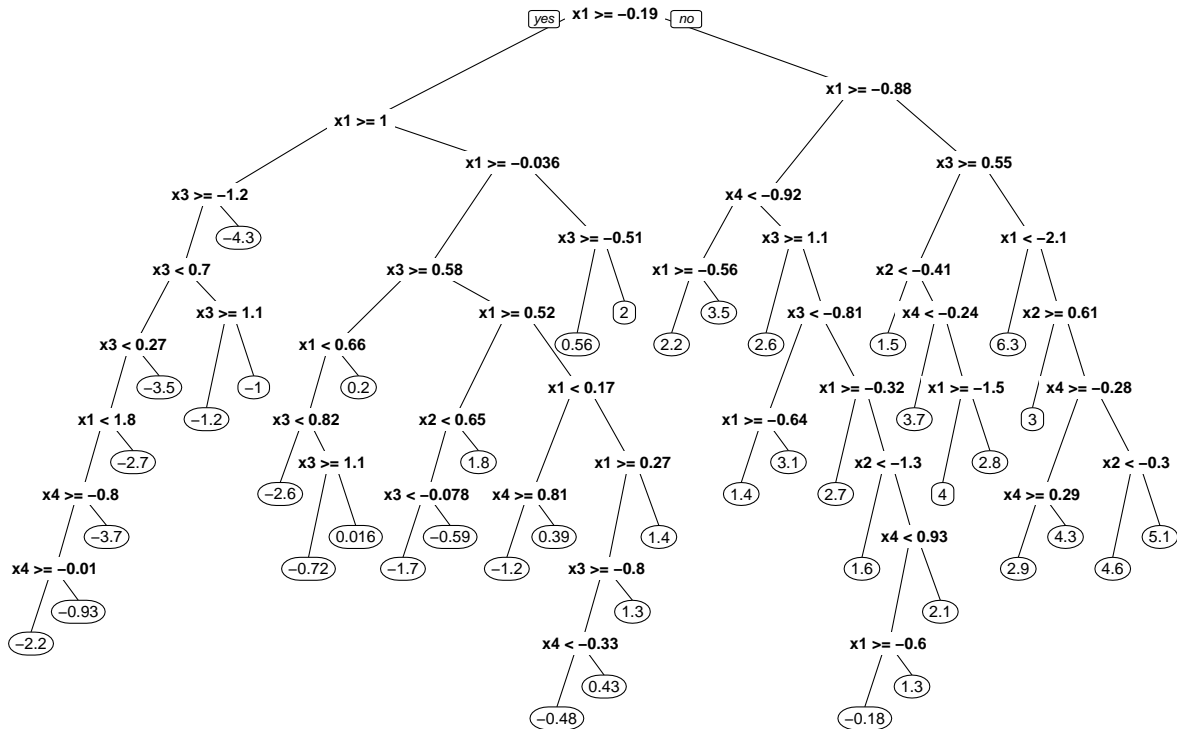 yes
x1 >= −0.19
no
x1 >= −0.88
x1 >= 1
x1 >= −0.036
x3 >= 0.55
x3 >= −1.2
x4 < −0.92
−4.3
x3 >= −0.51
x3 >= 1.1
x1 < −2.1
x3 < 0.7
x3 >= 0.58
x1 >= −0.56
x2 < −0.41
x3 >= 1.1
x1 >= 0.52
2
3.5
x3 < −0.81
x4 < −0.24
x2 >= 0.61
x3 < 0.27
x1 < 0.66
0.56
2.2
2.6
1.5
6.3
−3.5
−1
0.2
x1 < 0.17
x1 >= −0.32
x1 >= −1.5
x4 >= −0.28
x1 < 1.8
−1.2
x3 < 0.82
x2 < 0.65
x1 >= −0.64
3.7
3
−2.7
x3 >= 1.1
1.8
x1 >= 0.27
3.1
x2 < −1.3
2.8
x2 < −0.3
x4 >= −0.8
−2.6
x3 < −0.078
x4 >= 0.81
1.4
2.7
4
x4 >= 0.29
−3.7
0.016
−0.59
0.39
1.4
x4 < 0.93
4.3
5.1
x4 >= −0.01
−0.72
−1.7
−1.2
x3 >= −0.8
1.6
2.9
4.6
−0.93
1.3
2.1
−2.2
x4 < −0.33
x1 >= −0.6
0.43
1.3
−0.48
−0.18